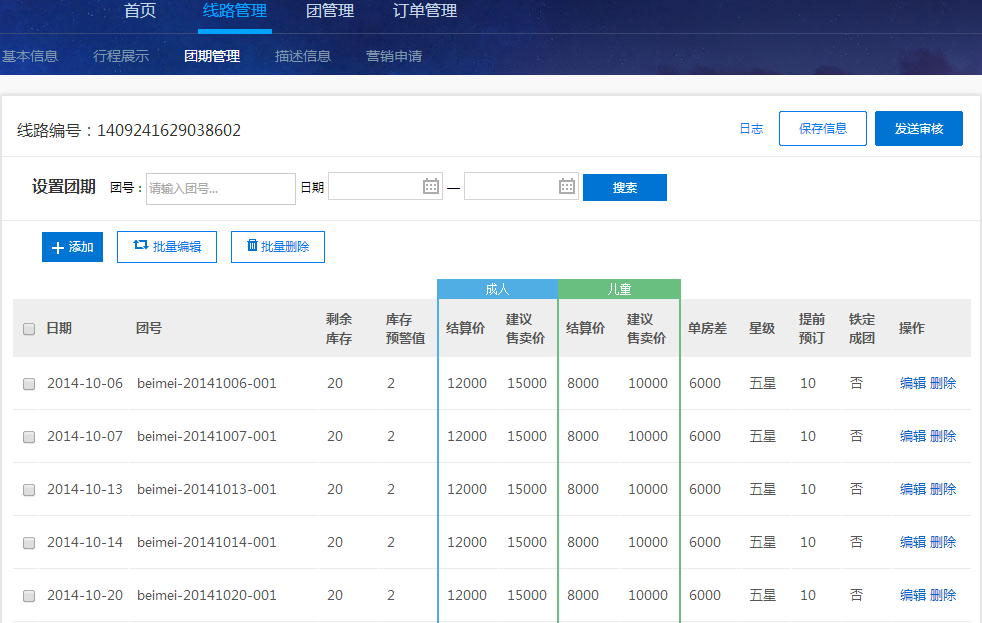 首页 线路管理 团管理 订单管理
基本信息 行程展示 团期管理 描述信息 营销申请
线路编号：1409241629038602 日志 保存信息 发送审核
设置团期 团号： 请输入团号... 日期 — 搜索
添加 批量编辑 批量删除
成人 儿童
日期 团号 剩余 库存 库存 预警值 结算价 建议 售卖价 结算价 建议 售卖价 单房差 星级 提前 预订 铁定 成团 操作
2014-10-06 beimei-20141006-001 20 2 12000 15000 8000 10000 6000 五星 10 否 编辑 删除
2014-10-07 beimei-20141007-001 20 2 12000 15000 8000 10000 6000 五星 10 否 编辑 删除
2014-10-13 beimei-20141013-001 20 2 12000 15000 8000 10000 6000 五星 10 否 编辑 删除
2014-10-14 beimei-20141014-001 20 2 12000 15000 8000 10000 6000 五星 10 否 编辑 删除
2014-10-20 beimei-20141020-001 20 2 12000 15000 8000 10000 6000 五星 10 否 编辑 删除